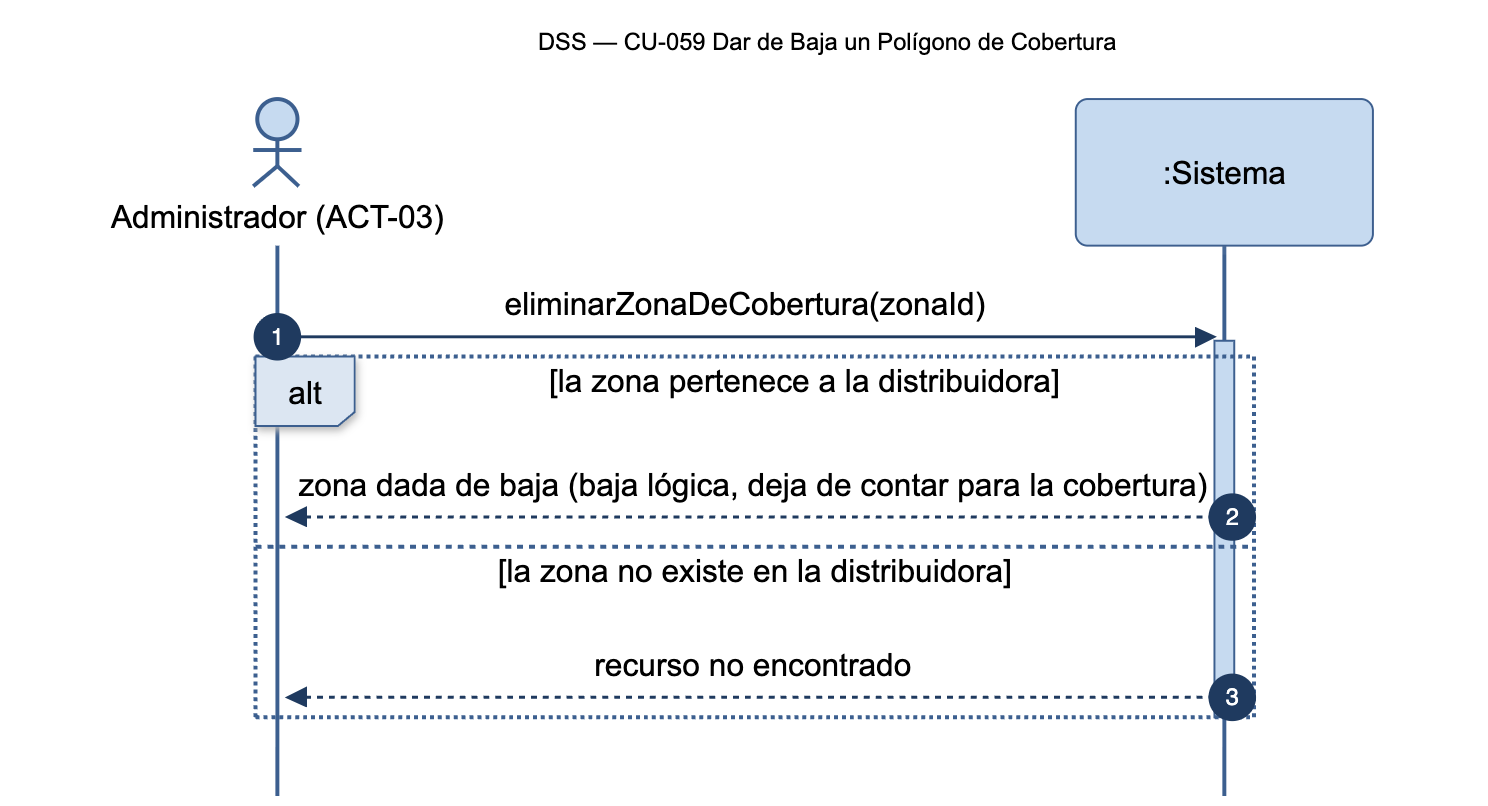 DSS — CU-059 Dar de Baja un Polígono de Cobertura
:Sistema
Administrador (ACT-03)
eliminarZonaDeCobertura(zonaId)
1
alt
[la zona pertenece a la distribuidora]
zona dada de baja (baja lógica, deja de contar para la cobertura)
2
[la zona no existe en la distribuidora]
recurso no encontrado
3